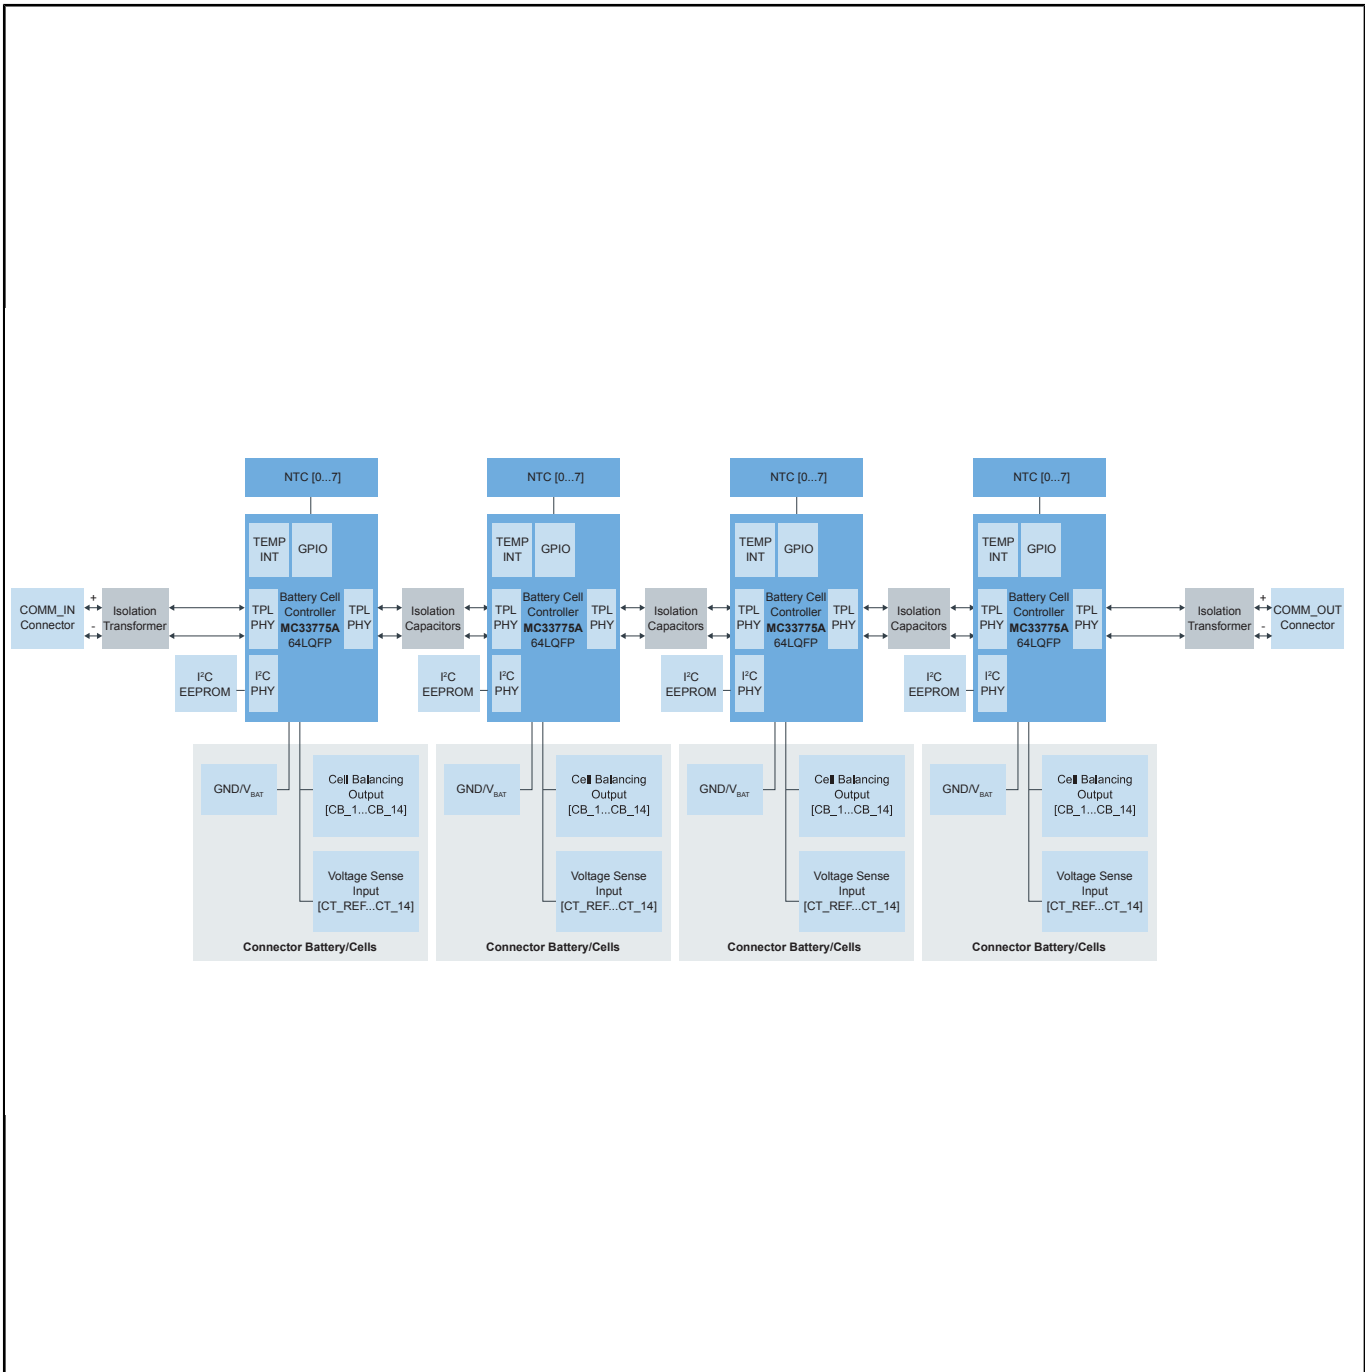 NTC [0...7]
NTC [0...7]
NTC [0...7]
NTC [0...7]
TEMP
INT
GPIO
TEMP
INT
GPIO
TEMP
INT
GPIO
TEMP
INT
GPIO
COMM_IN
Connector
+
-
Isolation
Transformer
TPL
PHY
Battery Cell
Controller
MC33775A
64LQFP
TPL
PHY
Isolation
Capacitors
TPL
PHY
Battery Cell
Controller
MC33775A
64LQFP
TPL
PHY
Isolation
Capacitors
TPL
PHY
Battery Cell
Controller
MC33775A
64LQFP
TPL
PHY
Isolation
Capacitors
TPL
PHY
Battery Cell
Controller
MC33775A
64LQFP
TPL
PHY
Isolation
Transformer
+
-
COMM_OUT
Connector
I²C
EEPROM
I²C
PHY
I²C
EEPROM
I²C
PHY
I²C
EEPROM
I²C
PHY
I²C
EEPROM
I²C
PHY
GND/VBAT
Cell Balancing
Output
[CB_1...CB_14]
Voltage Sense
Input
[CT_REF...CT_14]
Connector Battery/Cells
GND/VBAT
Cell Balancing
Output
[CB_1...CB_14]
Voltage Sense
Input
[CT_REF...CT_14]
Connector Battery/Cells
GND/VBAT
Cell Balancing
Output
[CB_1...CB_14]
Voltage Sense
Input
[CT_REF...CT_14]
Connector Battery/Cells
GND/VBAT
Cell Balancing
Output
[CB_1...CB_14]
Voltage Sense
Input
[CT_REF...CT_14]
Connector Battery/Cells